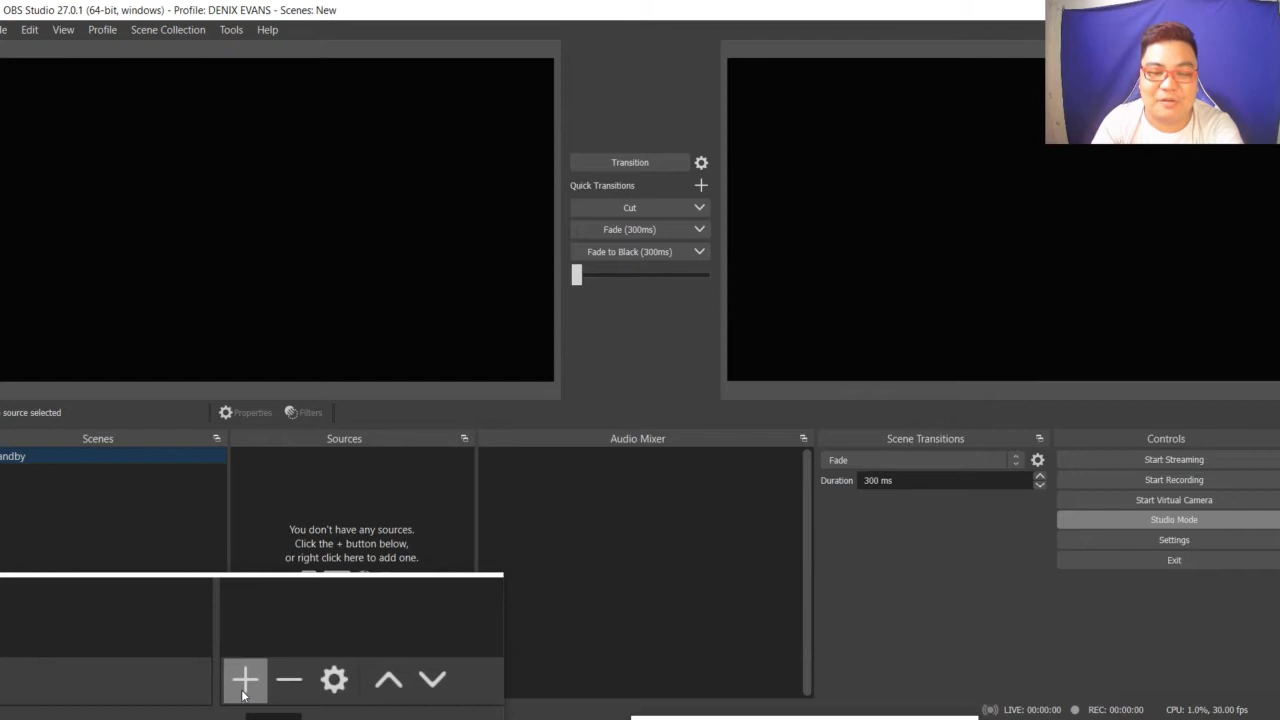 OBS Studio 27.0.1 (64-bit, windows) - Profile: DENIX EVANS - Scenes: New
le Edit View Profile Scene Collection Tools Help
Transition
Quick Transitions
Cut
Fade (300ms)
Fade to Black (300ms)
source selected
Properties
Filters
Scenes
andby
Sources
You don't have any sources.
Click the + button below,
or right click here to add one.
Audio Mixer
Scene Transitions
Fade
Duration 300 ms
Controls
Start Streaming
Start Recording
Start Virtual Camera
Studio Mode
Settings
Exit
LIVE: 00:00:00 REC: 00:00:00 CPU: 1.0%, 30.00 fps